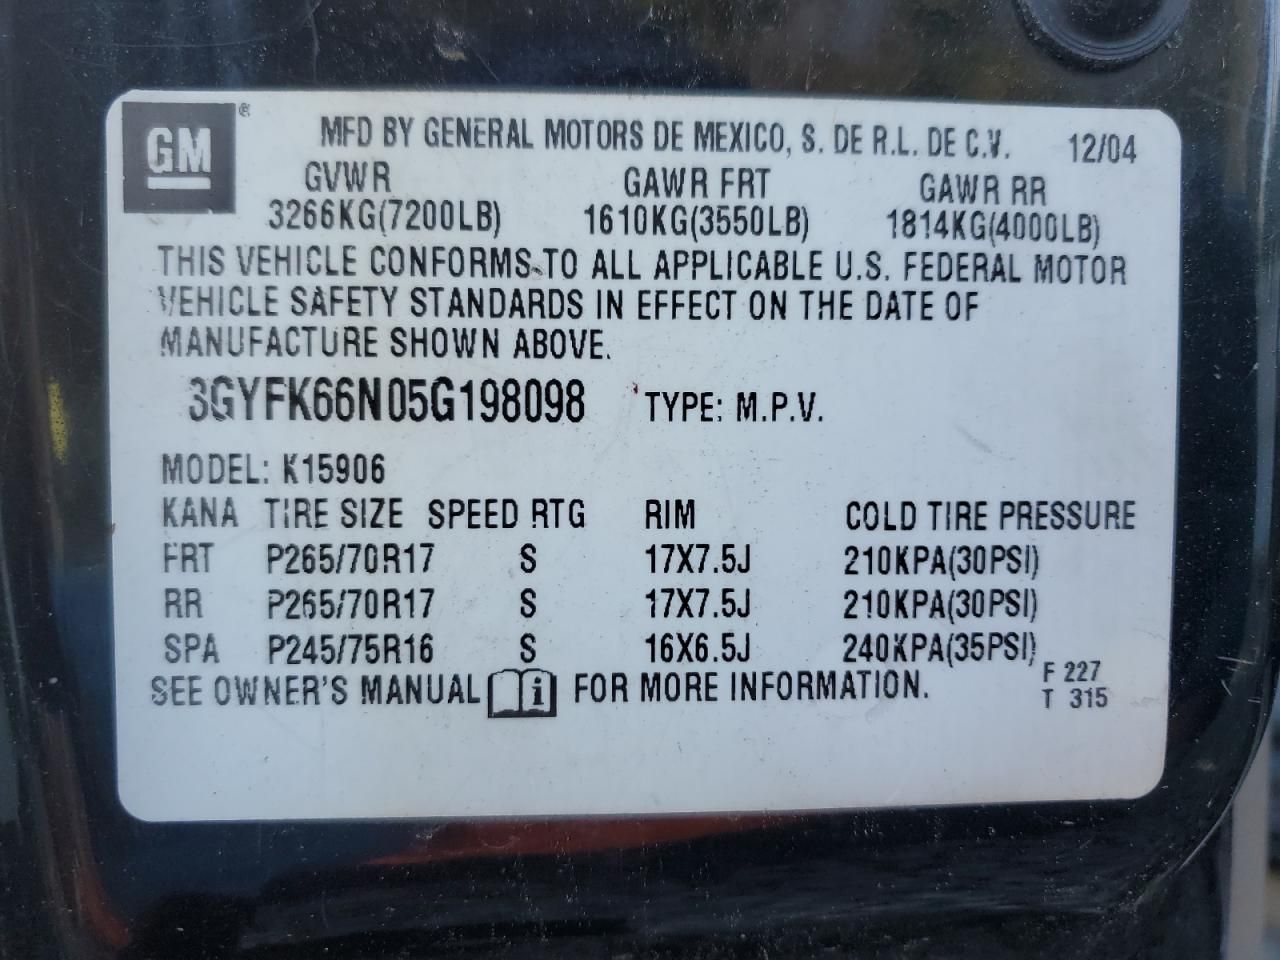 GM ®
MFD BY GENERAL MOTORS DE MEXICO, S. DE R.L. DE C.V. 12/04
GVWR GAWR FRT GAWR RR
3266KG(7200LB) 1610KG(3550LB) 1814KG(4000LB)
THIS VEHICLE CONFORMS TO ALL APPLICABLE U.S. FEDERAL MOTOR
VEHICLE SAFETY STANDARDS IN EFFECT ON THE DATE OF
MANUFACTURE SHOWN ABOVE.
3GYFK66N05G198098 TYPE: M.P.V.
MODEL: K15906
KANA TIRE SIZE SPEED RTG RIM COLD TIRE PRESSURE
FRT P265/70R17 S 17X7.5J 210KPA(30PSI)
RR P265/70R17 S 17X7.5J 210KPA(30PSI)
SPA P245/75R16 S 16X6.5J 240KPA(35PSI)
SEE OWNER'S MANUAL i FOR MORE INFORMATION.
F 227
T 315